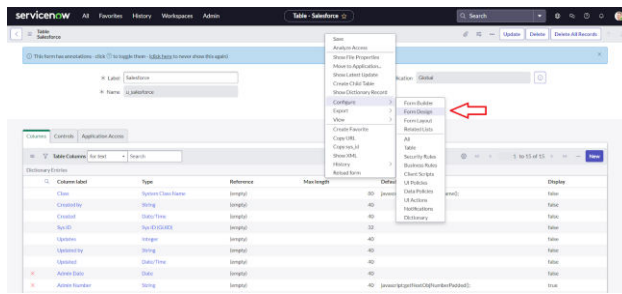 servicenow All Favorites History Workspaces Admin Table - Salesforce Search
Table
Salesforce
Update Delete Delete All Records
This form has annotations - click to toggle them - (click here to never show this again)
Label Salesforce
Name u_salesforce
Application Global
Save
Analyze Access
Show File Properties
Move to Application...
Show Latest Update
Create Child Table
Show Dictionary Record
Configure
Export
View
Create Favorite
Copy URL
Copy sys_id
Show XML
History
Reload form
Form Builder
Form Design
Form Layout
Related Lists
All
Table
Security Rules
Business Rules
Client Scripts
UI Policies
Data Policies
UI Actions
Notifications
Dictionary
Columns Controls Application Access
Table Columns for text Search 1 to 15 of 15 New
Dictionary Entries
Column label Type Reference Max length Display
Class System Class Name (empty) 80 false
Created by String (empty) 40 false
Created Date/Time (empty) 40 false
Sys ID Sys ID (GUID) (empty) 32 false
Updates Integer (empty) 40 false
Updated by String (empty) 40 false
Updated Date/Time (empty) 40 false
Admin Date Date (empty) 40 false
Admin Number String (empty) 40 javascript:getNextObjNumberPadded(); true